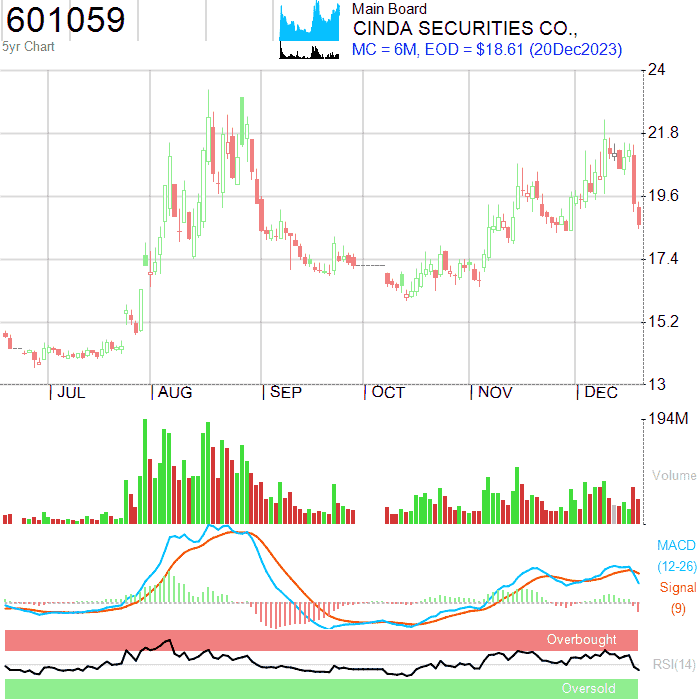 601059
5yr Chart
Main Board
CINDA SECURITIES CO.,
MC = 6M, EOD = $18.61 (20Dec2023)
24
21.8
19.6
17.4
15.2
13
JUL AUG SEP OCT NOV DEC
194M
Volume
MACD
(12-26)
Signal
(9)
Overbought
RSI(14)
Oversold